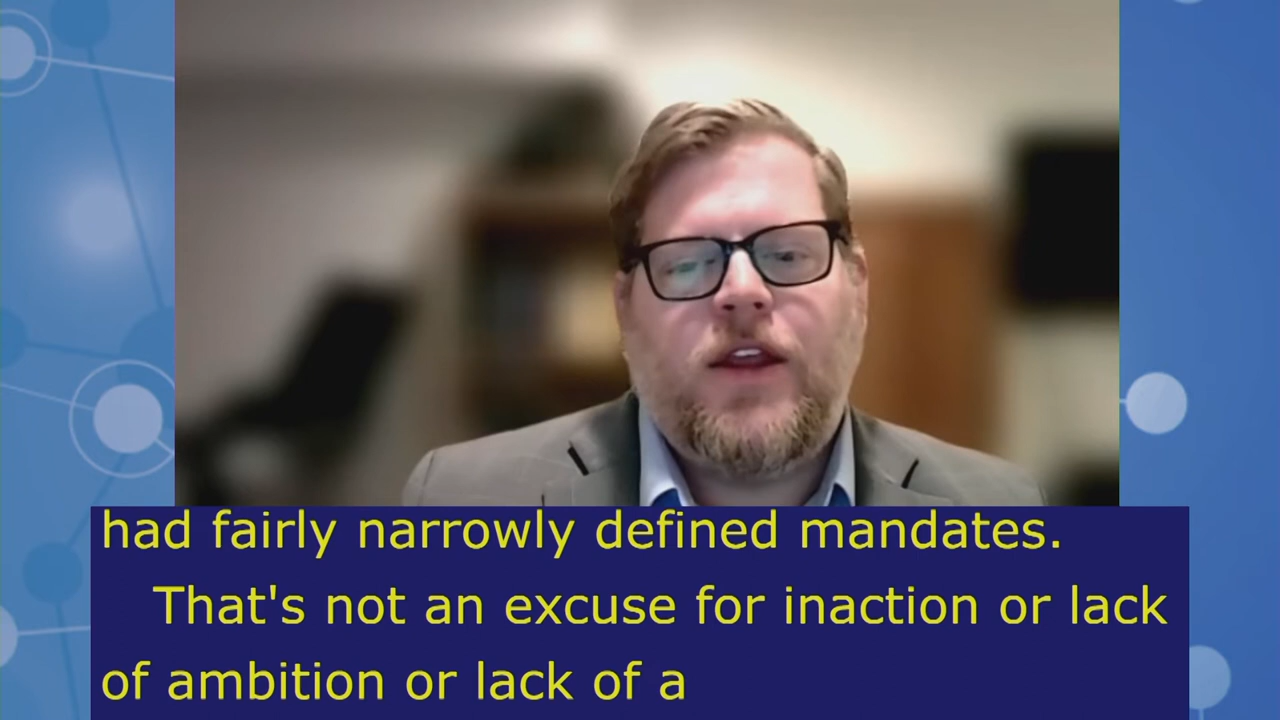 had fairly narrowly defined mandates.
That's not an excuse for inaction or lack
of ambition or lack of a